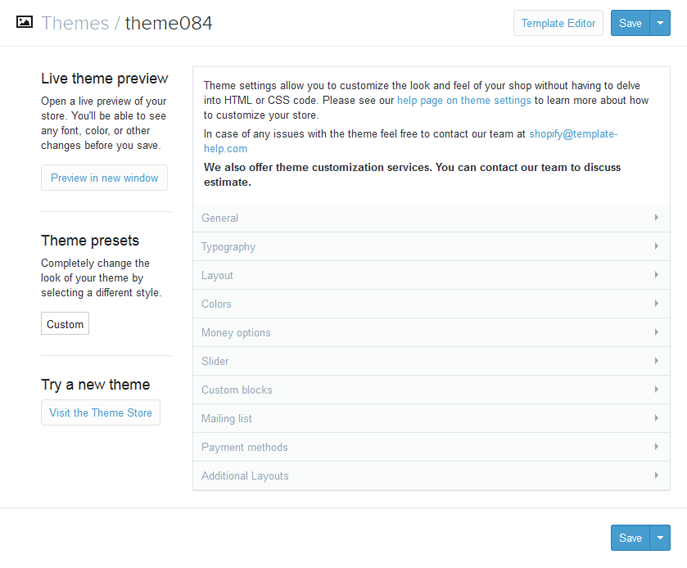 Themes / theme084
Template Editor
Save
Live theme preview
Open a live preview of your
store. You'll be able to see
any font, color, or other
changes before you save.
Preview in new window
Theme presets
Completely change the
look of your theme by
selecting a different style.
Custom
Try a new theme
Visit the Theme Store
Theme settings allow you to customize the look and feel of your shop without having to delve
into HTML or CSS code. Please see our help page on theme settings to learn more about how
to customize your store.
In case of any issues with the theme feel free to contact our team at shopify@template-
help.com
We also offer theme customization services. You can contact our team to discuss
estimate.
General
Typography
Layout
Colors
Money options
Slider
Custom blocks
Mailing list
Payment methods
Additional Layouts
Save